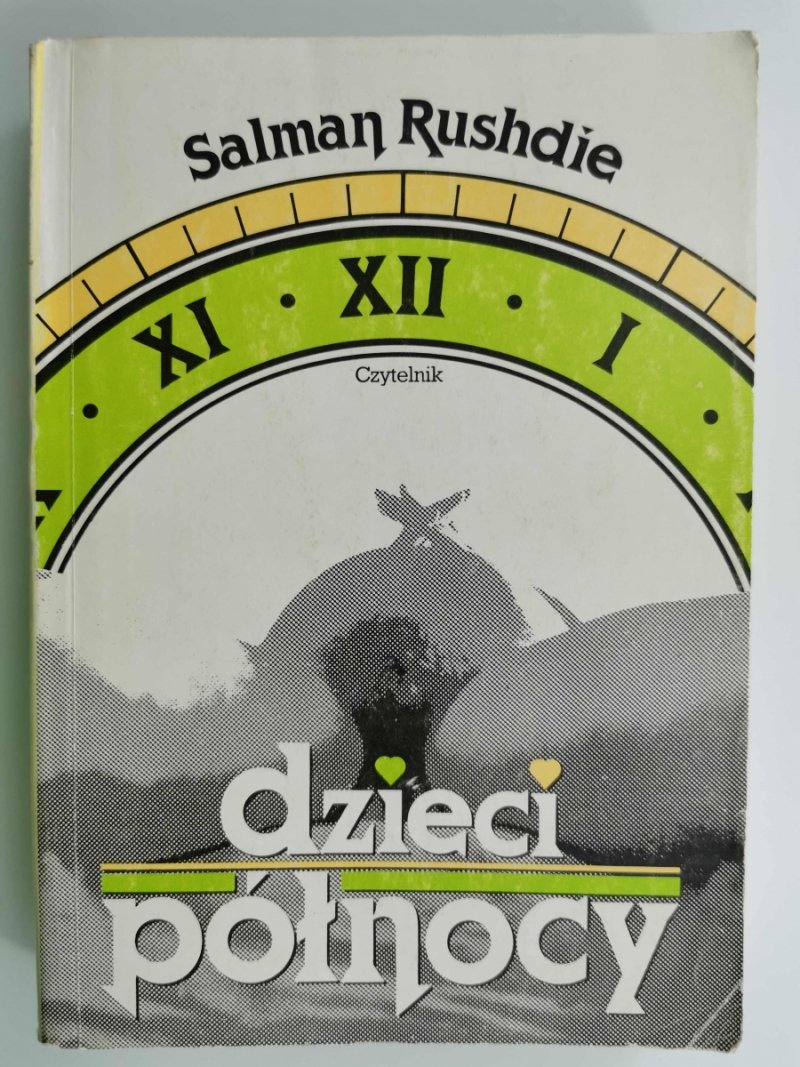 Salman Rushdie
XI • XII • I
Czytelnik
dzieci
północy